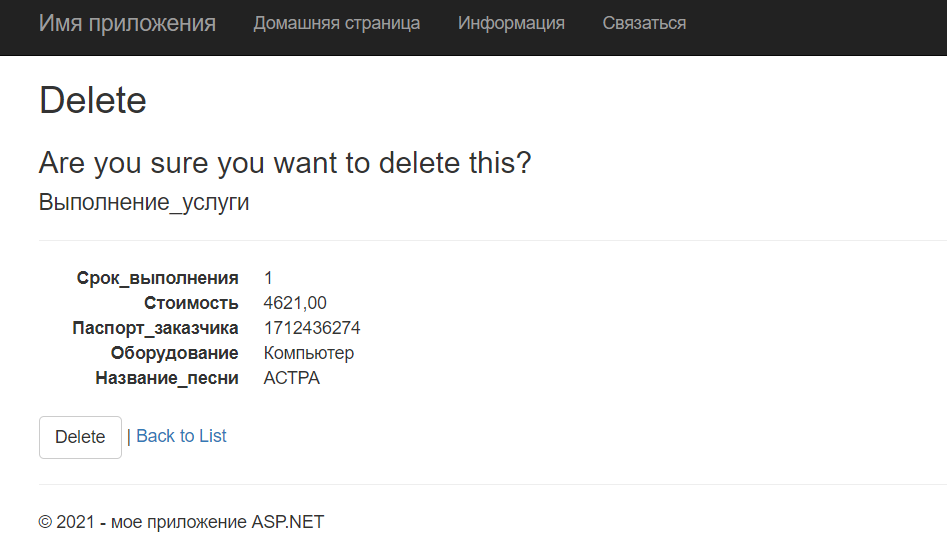 Имя приложения Домашняя страница Информация Связаться
Delete
Are you sure you want to delete this?
Выполнение_услуги
Срок_выполнения 1
Стоимость 4621,00
Паспорт_заказчика 1712436274
Оборудование Компьютер
Название_песни АСТРА
Delete | Back to List
© 2021 - мое приложение ASP.NET